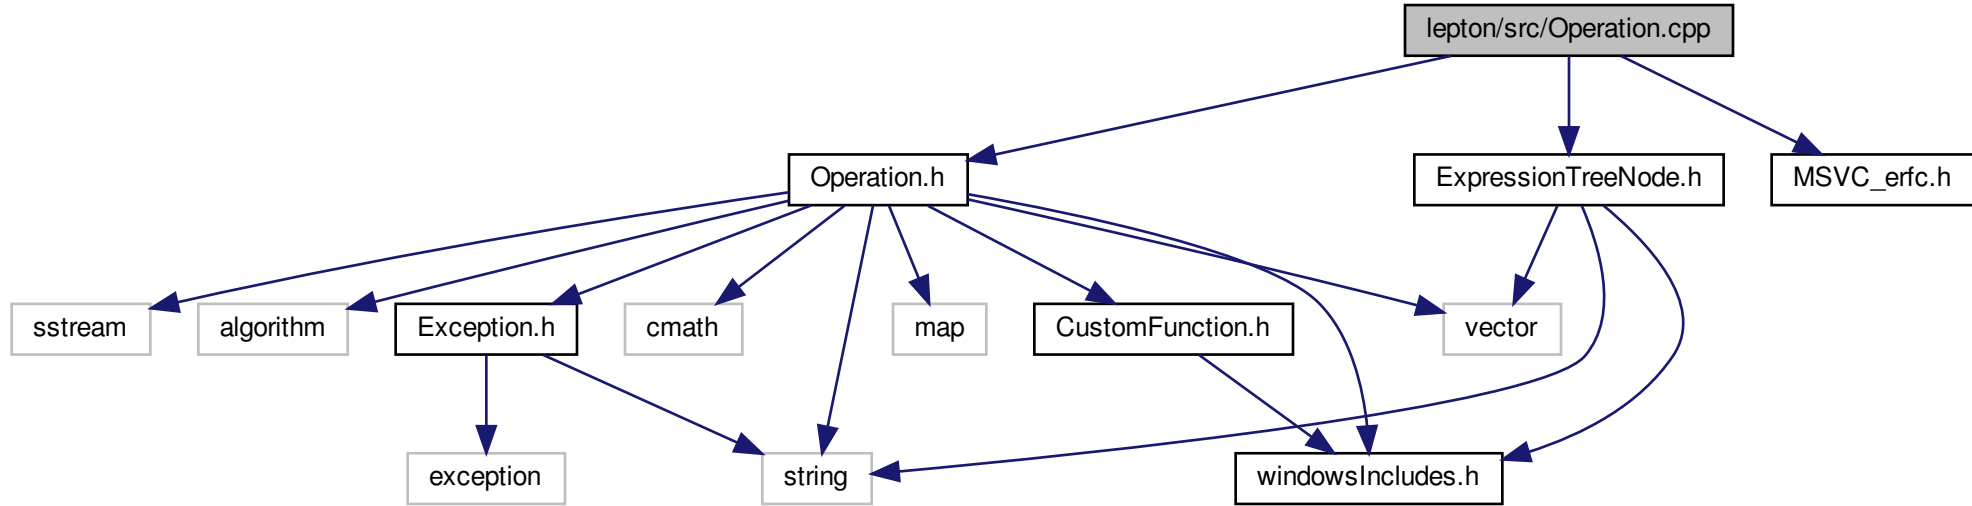 lepton/src/Operation.cpp
Operation.h
ExpressionTreeNode.h
MSVC_erfc.h
sstream
algorithm
Exception.h
cmath
map
CustomFunction.h
vector
exception
string
windowsIncludes.h